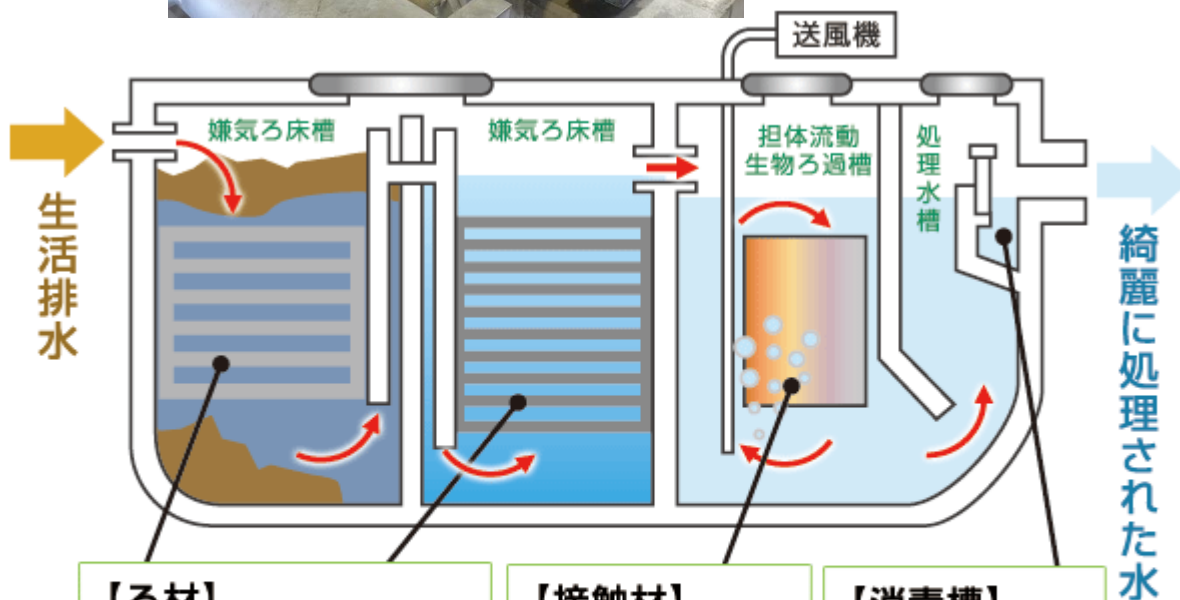 送風機
嫌気ろ床槽
嫌気ろ床槽
担体流動
生物ろ過槽
処理水槽
生活排水
綺麗に処理された水
【ろ材】
【接触材】
【消毒槽】